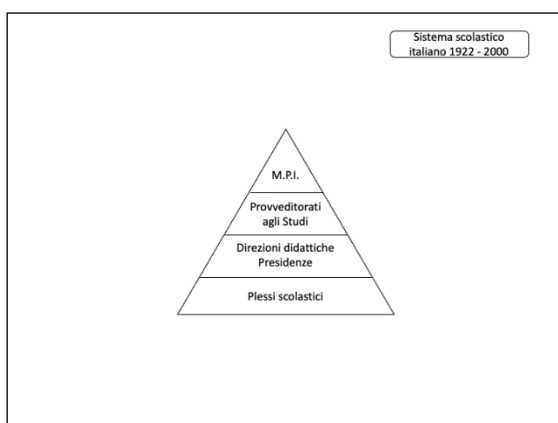 Sistema scolastico
italiano 1922 - 2000
M.P.I.
Provveditorati
agli Studi
Direzioni didattiche
Presidenze
Plessi scolastici